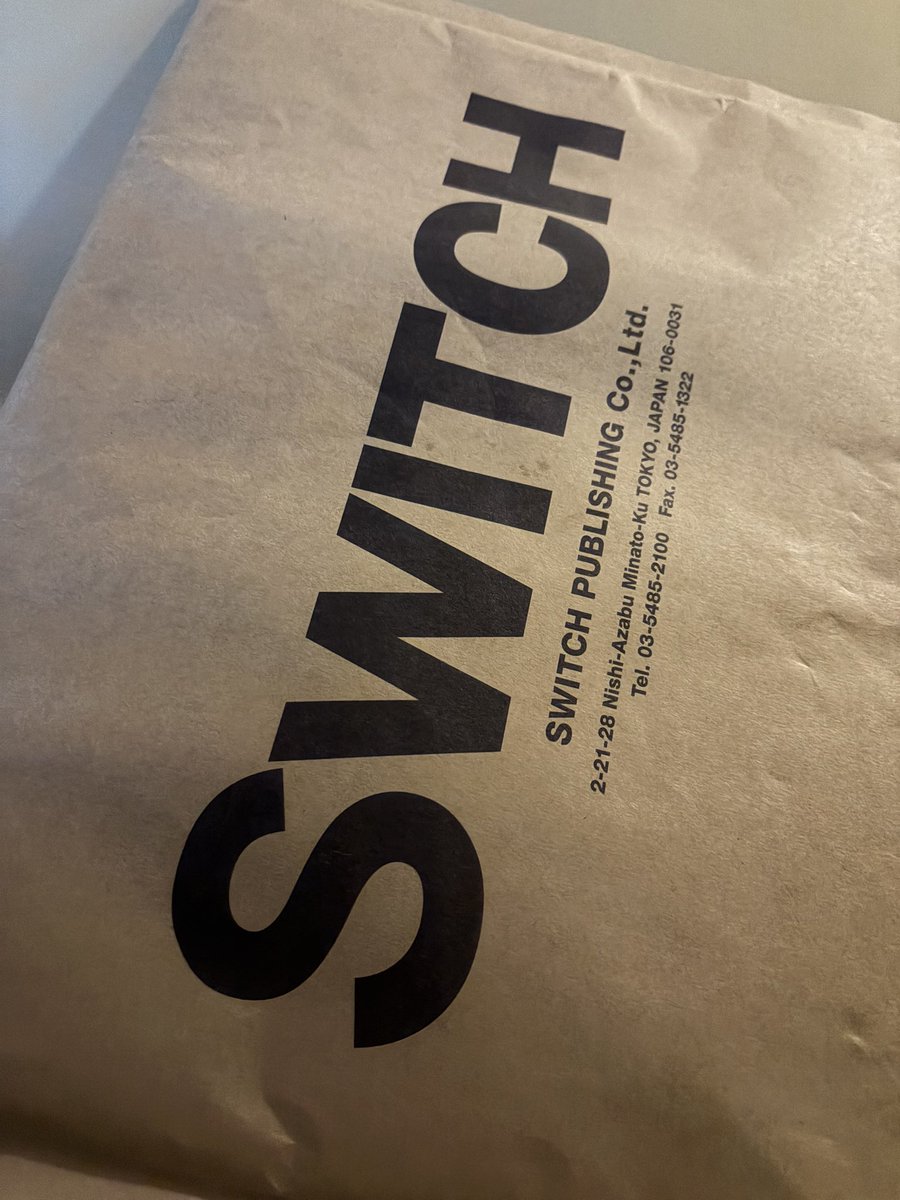 SWITCH
SWITCH PUBLISHING Co.,Ltd.
2-21-28 Nishi-Azabu Minato-Ku TOKYO, JAPAN 106-0031
Tel. 03-5485-2100 Fax. 03-5485-1322